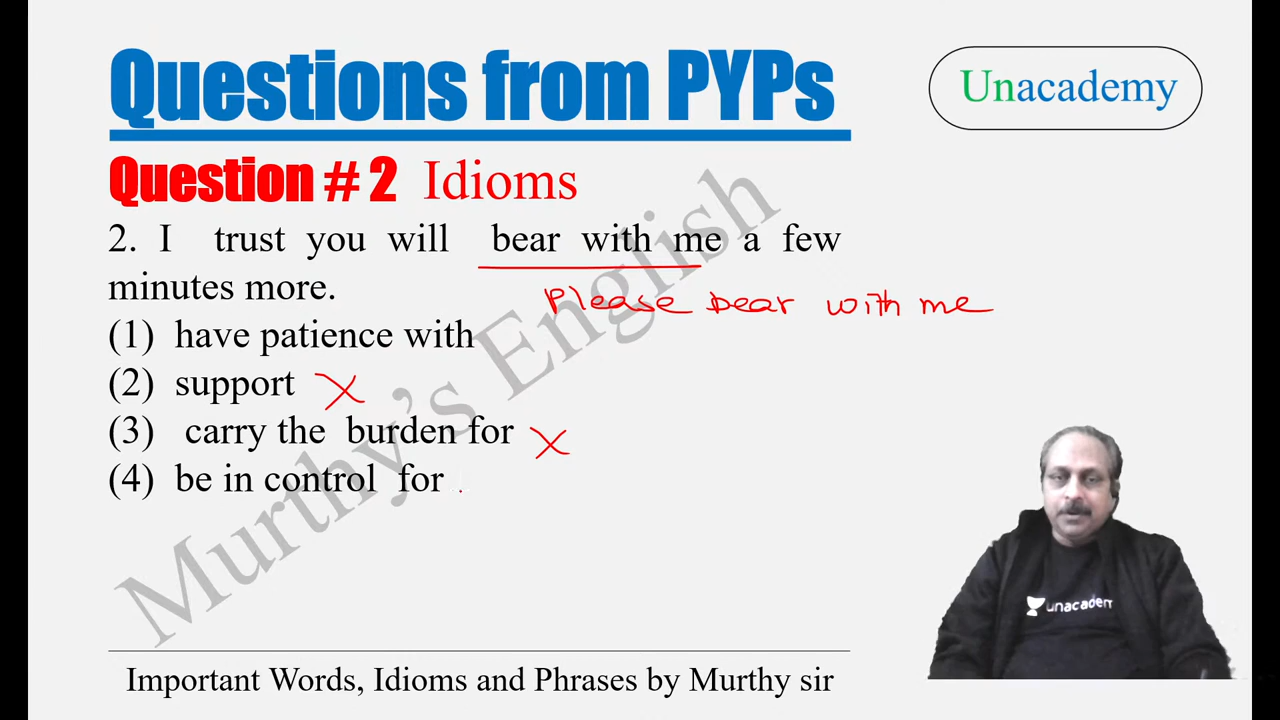 Questions from PYPs
Unacademy
Question # 2 Idioms
2. I trust you will bear with me a few
minutes more.
Please bear with me
(1) have patience with
(2) support X
(3) carry the burden for X
(4) be in control for
Murthy's English
unacademy
Important Words, Idioms and Phrases by Murthy sir